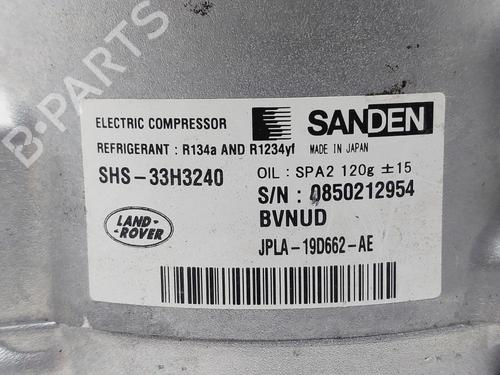 B-PARTS
ELECTRIC COMPRESSOR
SANDEN
REFRIGERANT : R134a AND R1234yf
MADE IN JAPAN
SHS-33H3240
OIL : SPA2 120g ±15
S/N : 0850212954
LAND-
-ROVER
BVNUD
JPLA-19D662-AE
B-PARTS